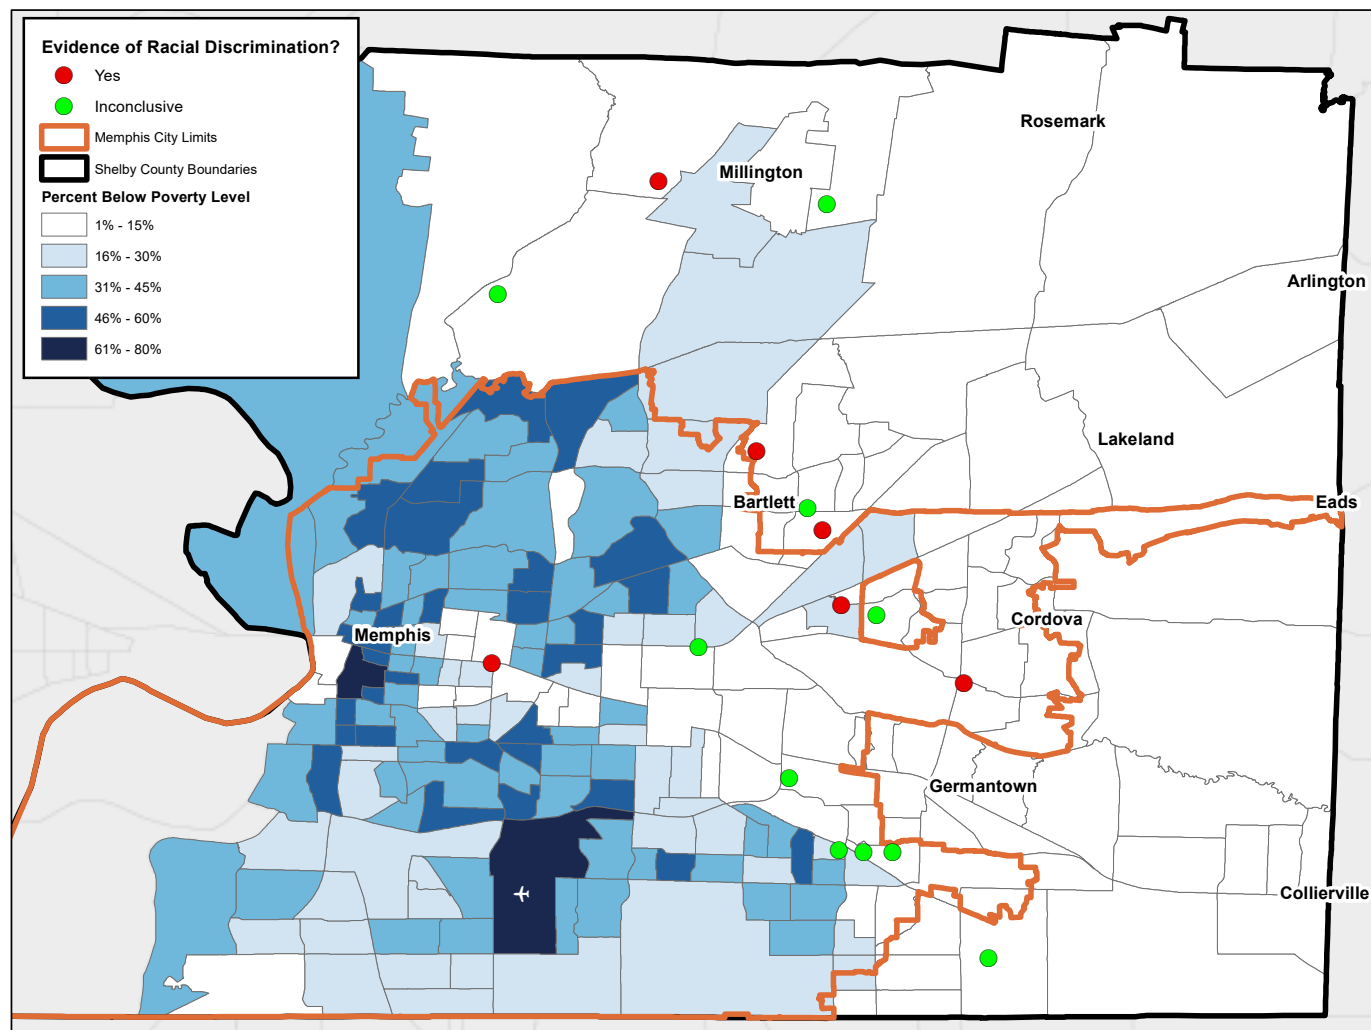 Evidence of Racial Discrimination?
Yes
Inconclusive
Memphis City Limits
Shelby County Boundaries
Percent Below Poverty Level
1% - 15%
16% - 30%
31% - 45%
46% - 60%
61% - 80%
Rosemark
Millington
Arlington
Lakeland
Bartlett
Eads
Cordova
Memphis
Germantown
Collierville